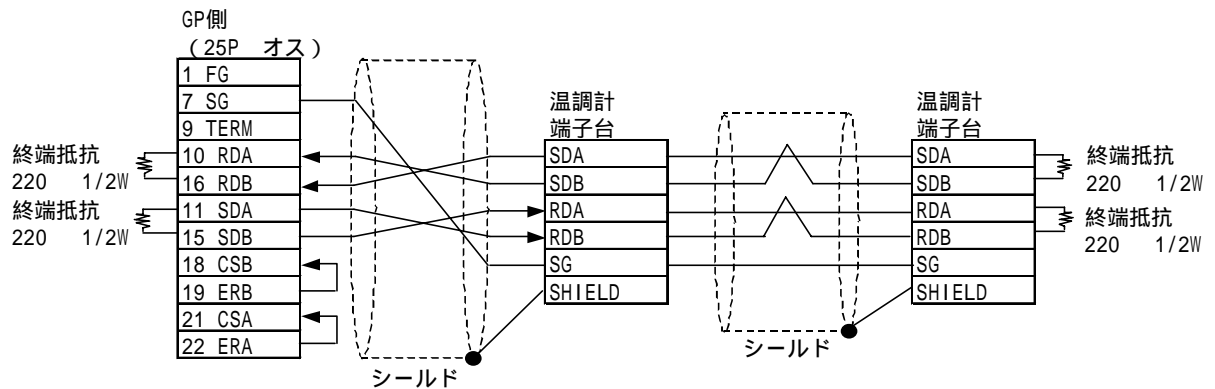 GP側
(25P オス)
1 FG
7 SG
9 TERM
10 RDA
16 RDB
11 SDA
15 SDB
18 CSB
19 ERB
21 CSA
22 ERA
終端抵抗
220 1/2W
終端抵抗
220 1/2W
シールド
温調計
端子台
SDA
SDB
RDA
RDB
SG
SHIELD
シールド
温調計
端子台
SDA
SDB
RDA
RDB
SG
SHIELD
終端抵抗
220 1/2W
終端抵抗
220 1/2W